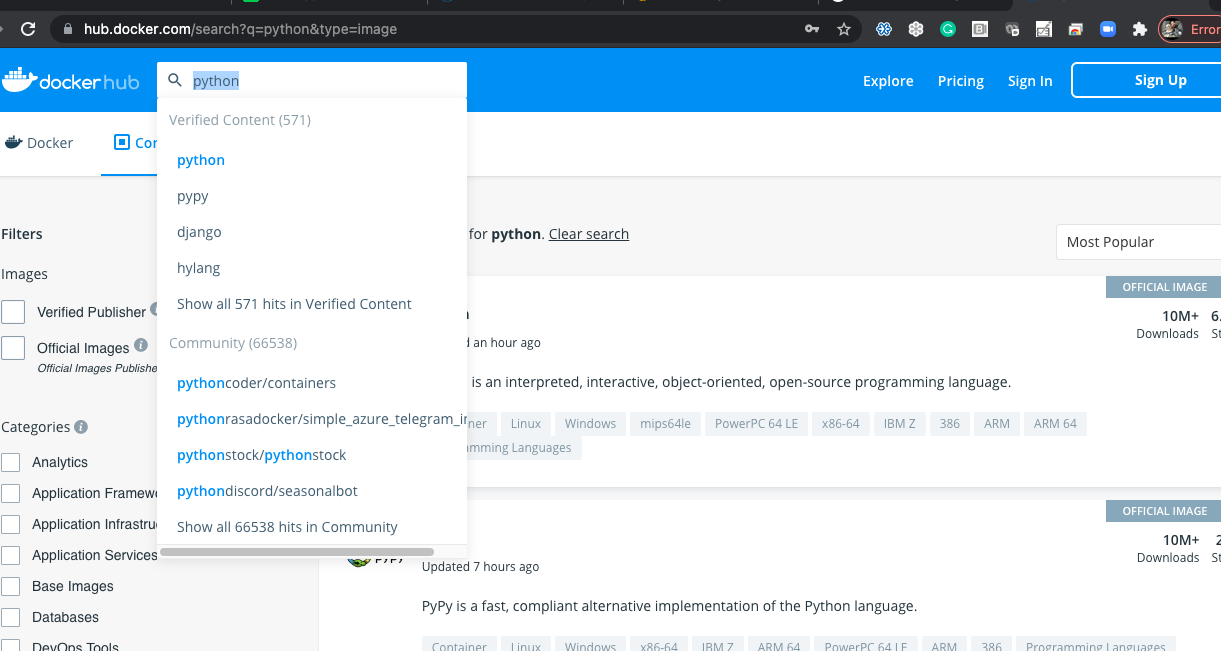 hub.docker.com/search?q=python&type=image
Error
docker hub
python
Explore
Pricing
Sign In
Sign Up
Docker
Verified Content (571)
python
pypy
django
hylang
Show all 571 hits in Verified Content
Community (66538)
pythoncoder/containers
pythonrasadocker/simple_azure_telegram_in
pythonstock/pythonstock
pythondiscord/seasonalbot
Show all 66538 hits in Community
Filters
Images
Verified Publisher
Official Images
Official Images Publishe
Categories
Analytics
Application Framew
Application Infrastru
Application Services
Base Images
Databases
DevOps Tools
for python. Clear search
Most Popular
OFFICIAL IMAGE
10M+
Downloads
an hour ago
is an interpreted, interactive, object-oriented, open-source programming language.
Linux Windows mips64le PowerPC 64 LE x86-64 IBM Z 386 ARM ARM 64
mming Languages
OFFICIAL IMAGE
10M+
Downloads
Updated 7 hours ago
PyPy is a fast, compliant alternative implementation of the Python language.
Container Linux Windows x86-64 IBM Z ARM 64 PowerPC 64 LE ARM 386 Programming Languages